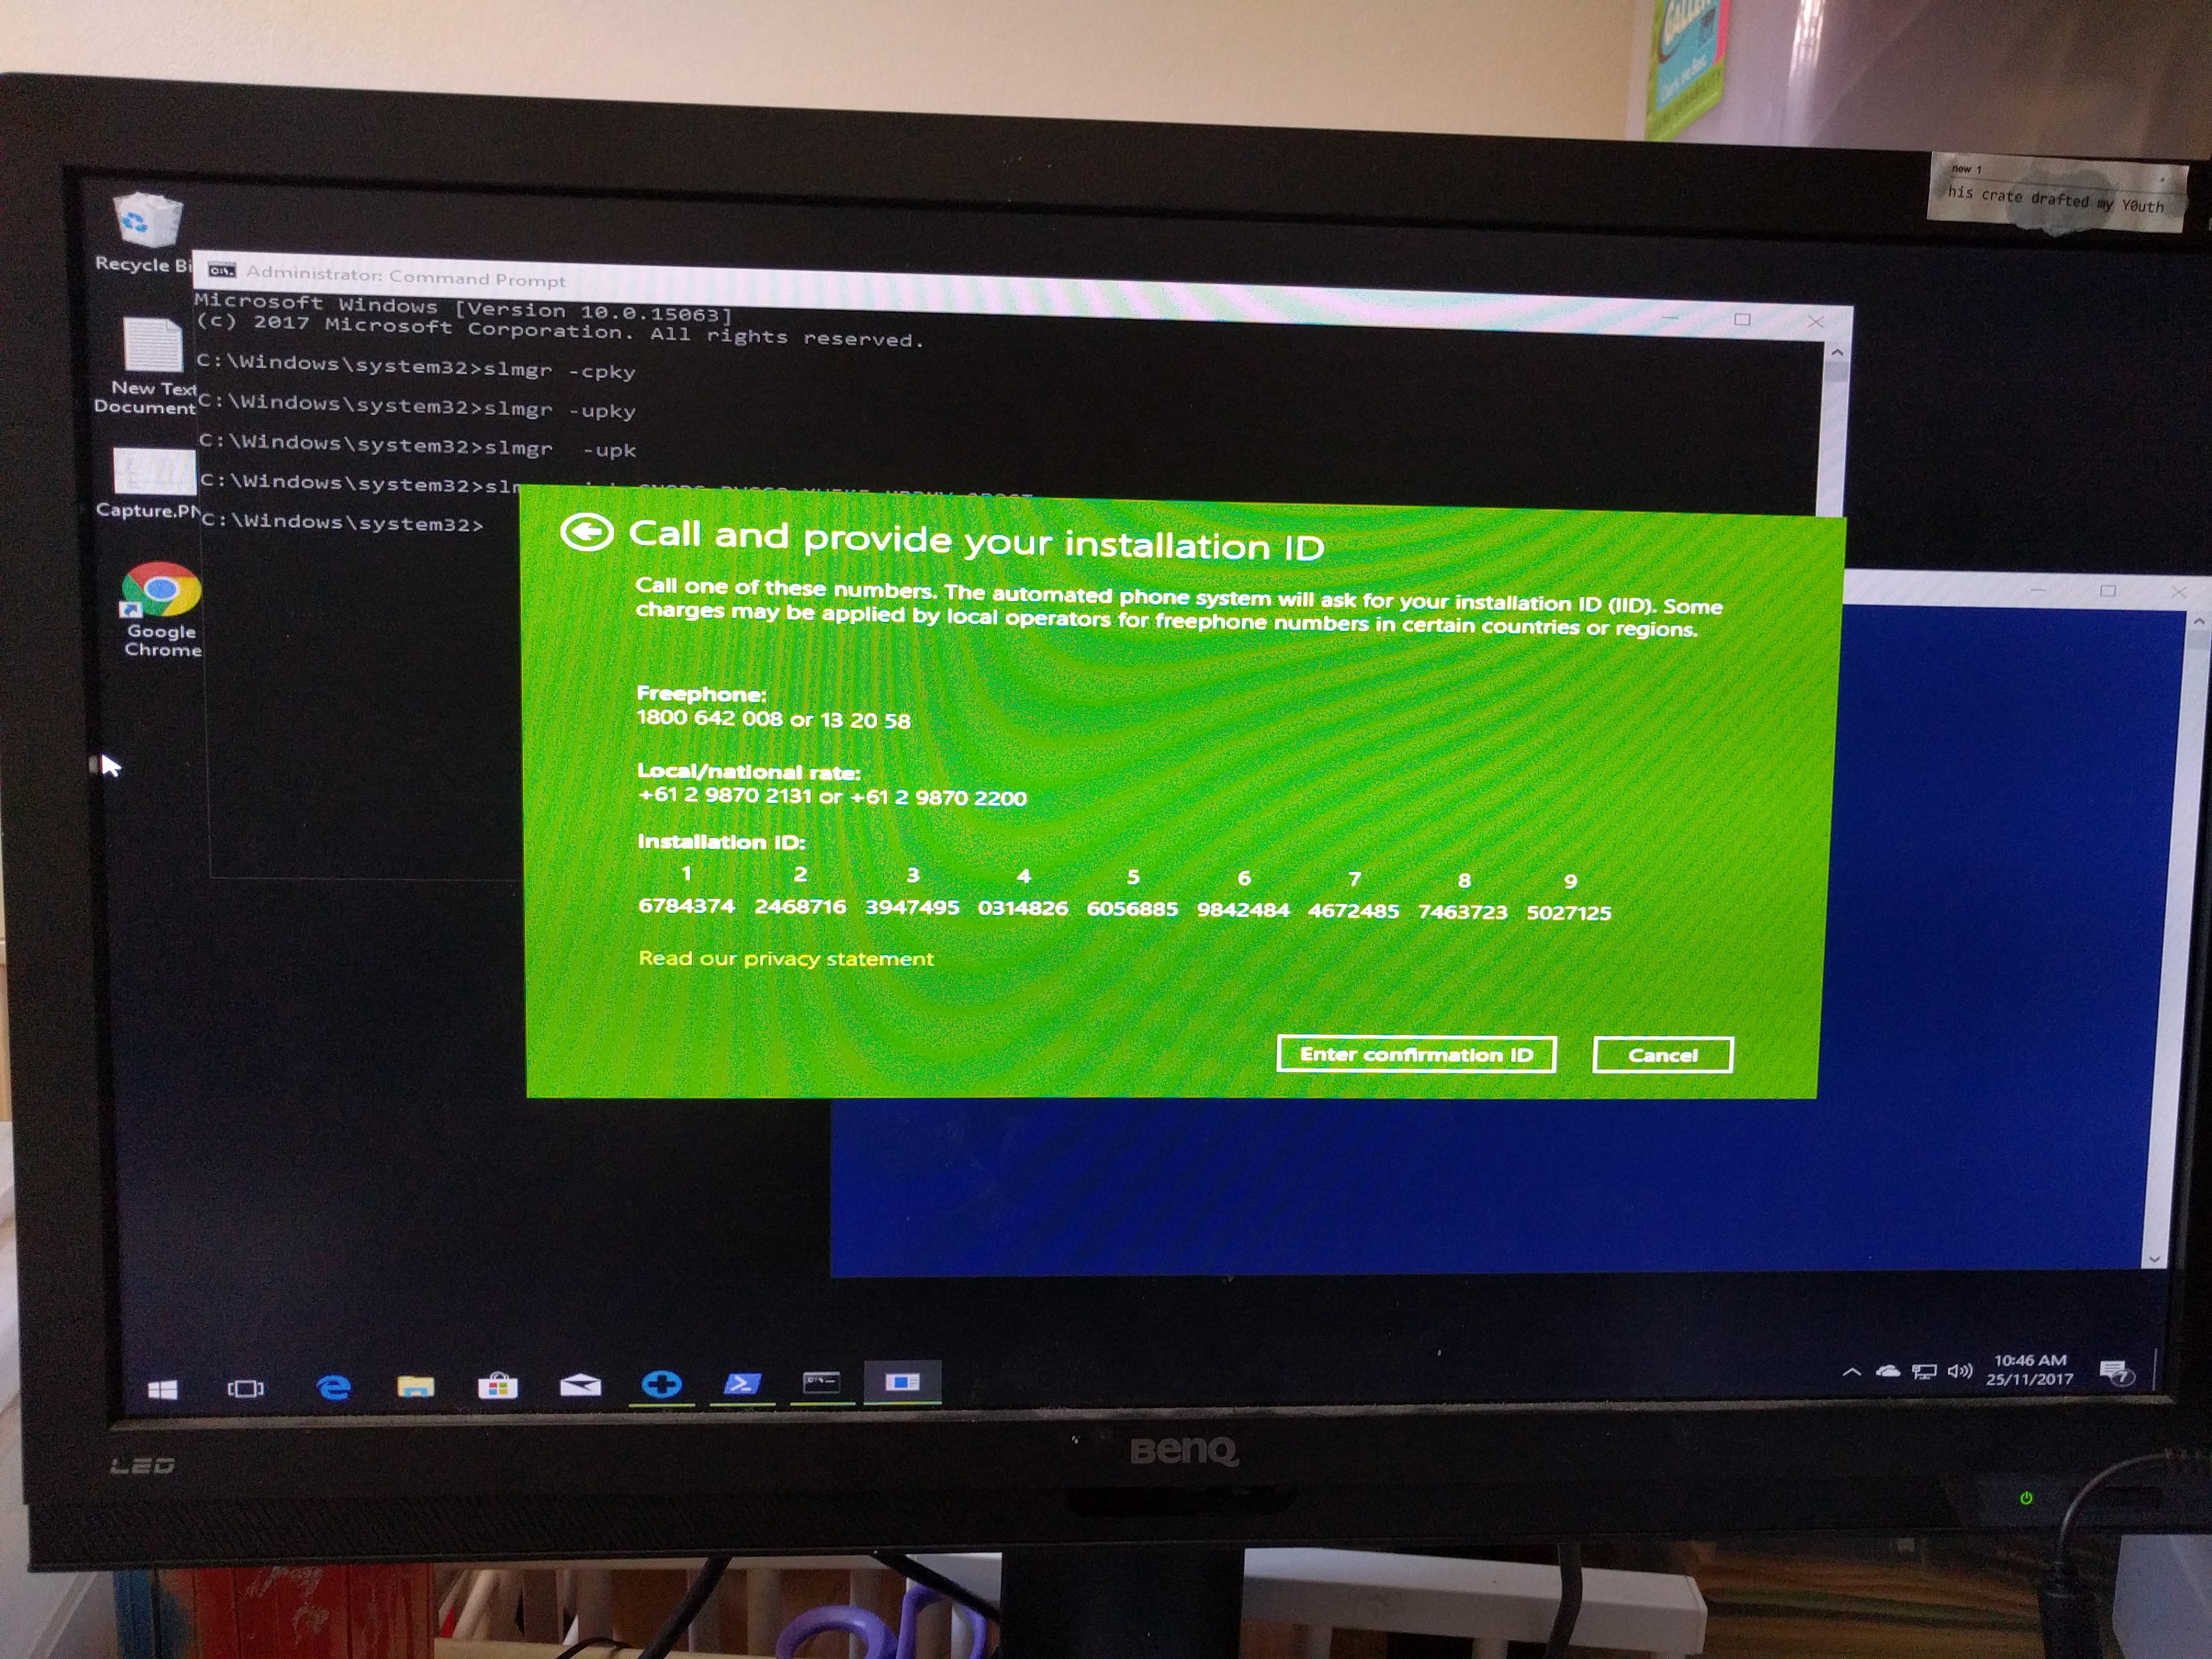 new 1
his crate drafted my Y0uth
Recycle Bi
Administrator: Command Prompt
Microsoft Windows [Version 10.0.15063]
(c) 2017 Microsoft Corporation. All rights reserved.
C:\Windows\system32>slmgr -cpky
New Text
Document
C:\Windows\system32>slmgr -upky
C:\Windows\system32>slmgr  -upk
C:\Windows\system32>slm
Capture.PN
C:\Windows\system32>
Google
Chrome
Call and provide your installation ID
Call one of these numbers. The automated phone system will ask for your installation ID (IID). Some
charges may be applied by local operators for freephone numbers in certain countries or regions.
Freephone:
1800 642 008 or 13 20 58
Local/national rate:
+61 2 9870 2131 or +61 2 9870 2200
Installation ID:
1 2 3 4 5 6 7 8 9
6784374 2468716 3947495 0314826 6056885 9842484 4672485 7463723 5027125
Read our privacy statement
Enter confirmation ID
Cancel
10:46 AM
25/11/2017
7
LED
BenQ